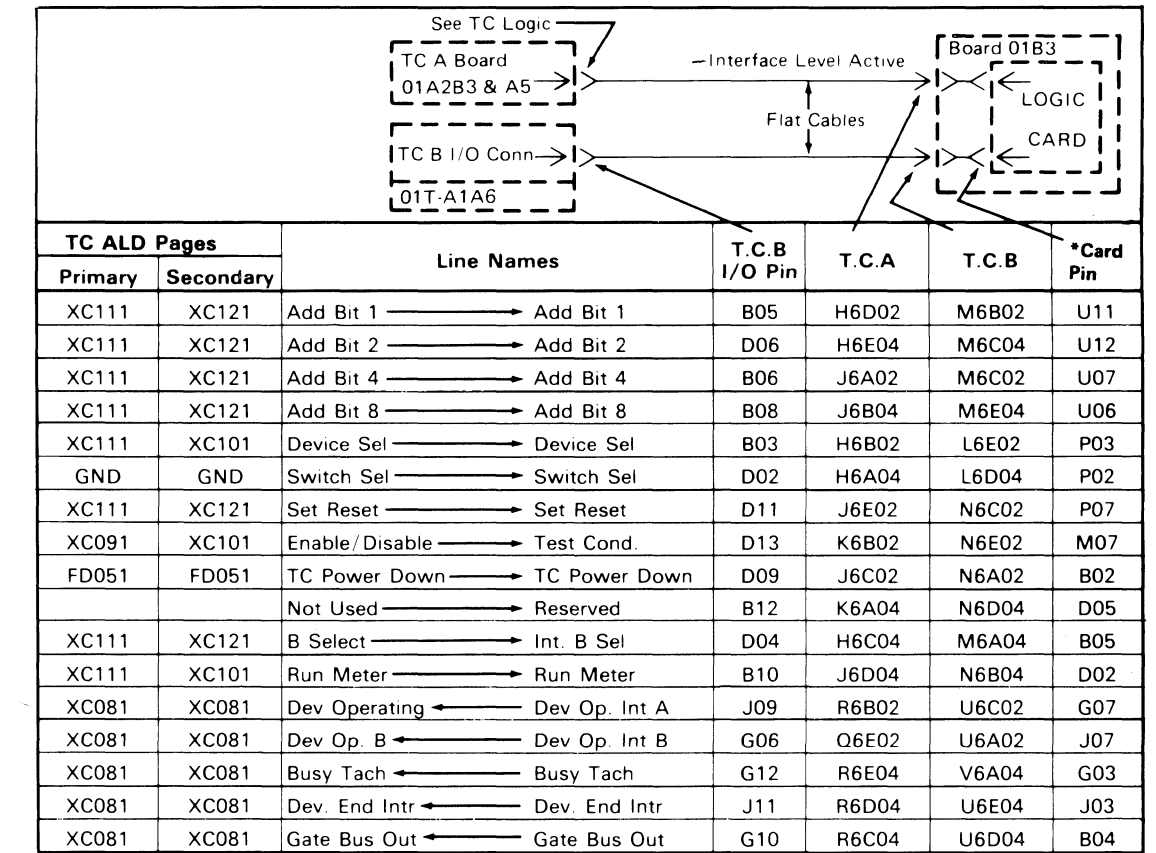 See TC Logic
TC A Board
01A2B3 & A5
–Interface Level Active
Board 01B3
LOGIC
CARD
Flat Cables
TC B I/O Conn
01T-A1A6
TC ALD Pages
Primary Secondary
Line Names
T.C.B
I/O Pin
T.C.A
T.C.B
*Card
Pin
XC111 XC121 Add Bit 1 → Add Bit 1 B05 H6D02 M6B02 U11
XC111 XC121 Add Bit 2 → Add Bit 2 D06 H6E04 M6C04 U12
XC111 XC121 Add Bit 4 → Add Bit 4 B06 J6A02 M6C02 U07
XC111 XC121 Add Bit 8 → Add Bit 8 B08 J6B04 M6E04 U06
XC111 XC101 Device Sel → Device Sel B03 H6B02 L6E02 P03
GND GND Switch Sel → Switch Sel D02 H6A04 L6D04 P02
XC111 XC121 Set Reset → Set Reset D11 J6E02 N6C02 P07
XC091 XC101 Enable/Disable → Test Cond. D13 K6B02 N6E02 M07
FD051 FD051 TC Power Down → TC Power Down D09 J6C02 N6A02 B02
Not Used → Reserved B12 K6A04 N6D04 D05
XC111 XC121 B Select → Int. B Sel D04 H6C04 M6A04 B05
XC111 XC101 Run Meter → Run Meter B10 J6D04 N6B04 D02
XC081 XC081 Dev Operating ← Dev Op. Int A J09 R6B02 U6C02 G07
XC081 XC081 Dev Op. B ← Dev Op. Int B G06 Q6E02 U6A02 J07
XC081 XC081 Busy Tach ← Busy Tach G12 R6E04 V6A04 G03
XC081 XC081 Dev. End Intr ← Dev. End Intr J11 R6D04 U6E04 J03
XC081 XC081 Gate Bus Out ← Gate Bus Out G10 R6C04 U6D04 B04